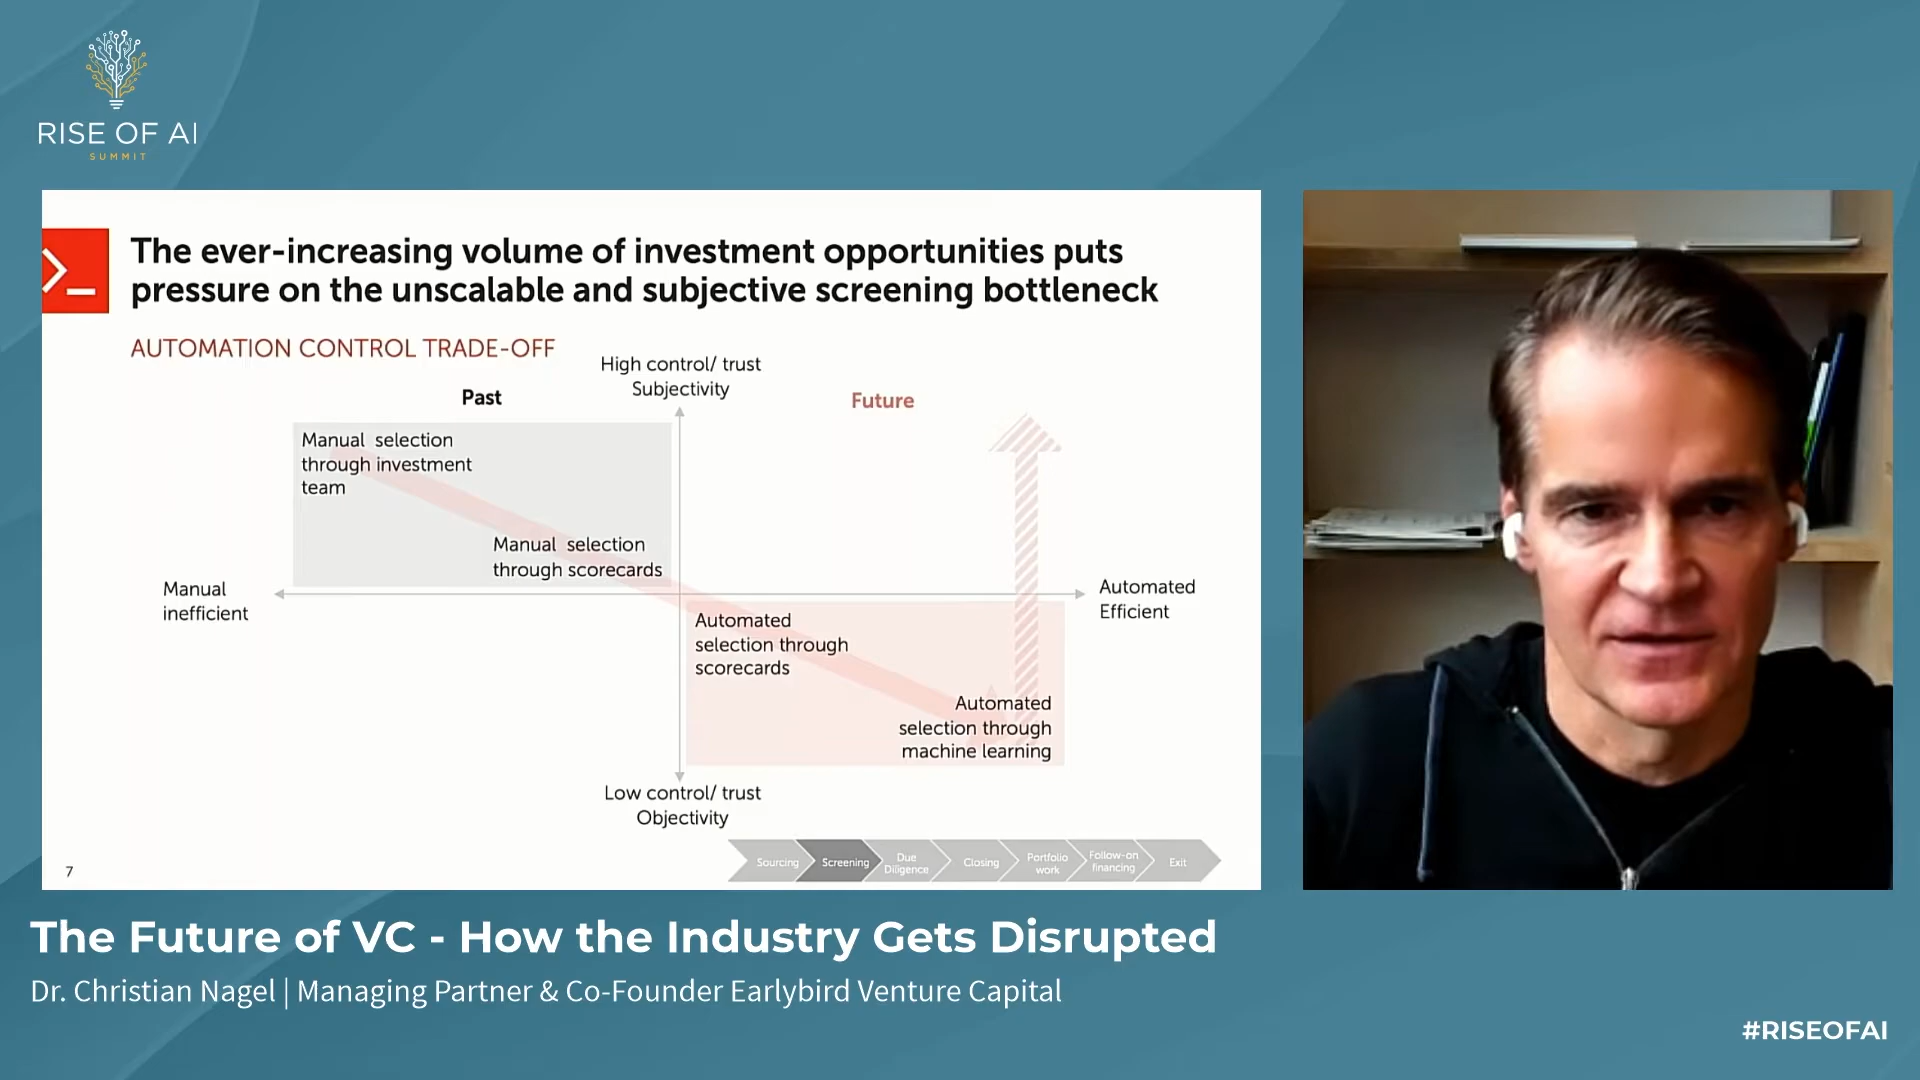 RISE OF AI
SUMMIT
The ever-increasing volume of investment opportunities puts
pressure on the unscalable and subjective screening bottleneck
AUTOMATION CONTROL TRADE-OFF
High control/ trust
Subjectivity
Past
Future
Manual selection
through investment
team
Manual selection
through scorecards
Manual
inefficient
Automated
Efficient
Automated
selection through
scorecards
Automated
selection through
machine learning
Low control/ trust
Objectivity
Sourcing
Screening
Due
Diligence
Closing
Portfolio
work
Follow-on
financing
Exit
7
The Future of VC - How the Industry Gets Disrupted
Dr. Christian Nagel | Managing Partner & Co-Founder Earlybird Venture Capital
#RISEOFAI